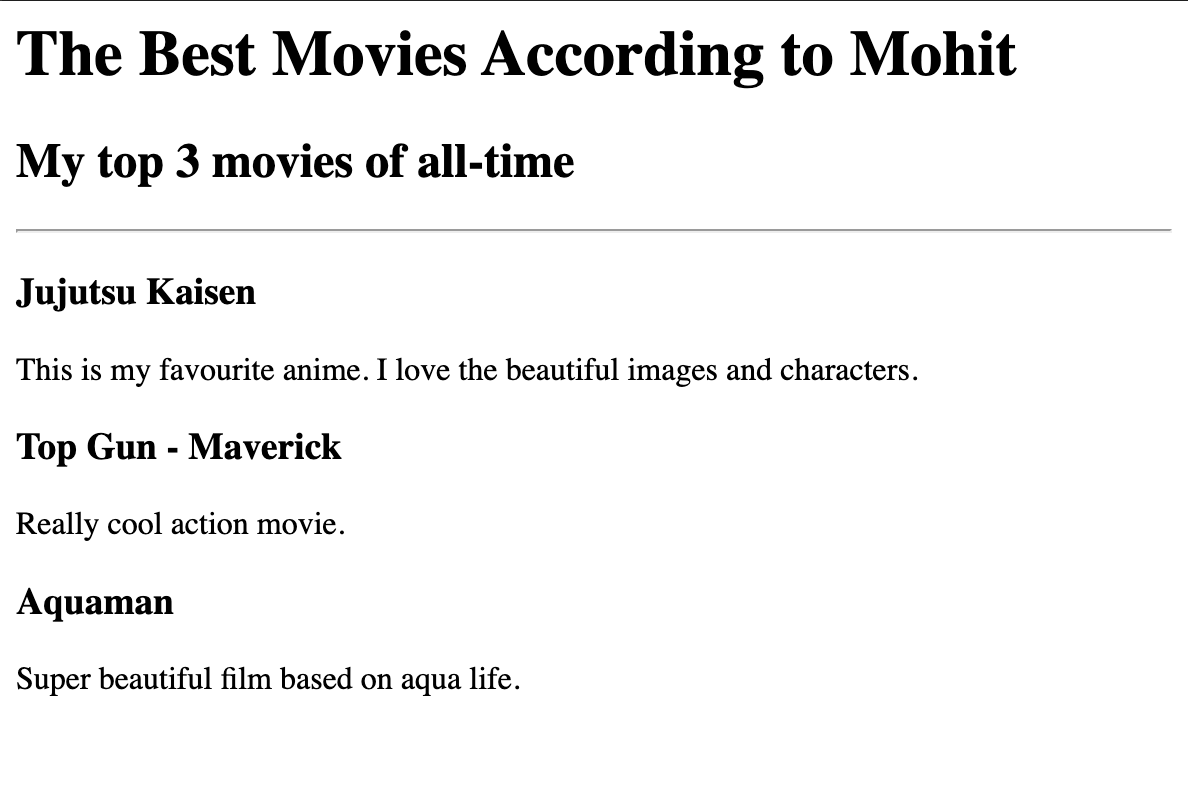 The Best Movies According to Mohit
My top 3 movies of all-time
Jujutsu Kaisen
This is my favourite anime. I love the beautiful images and characters.
Top Gun - Maverick
Really cool action movie.
Aquaman
Super beautiful film based on aqua life.